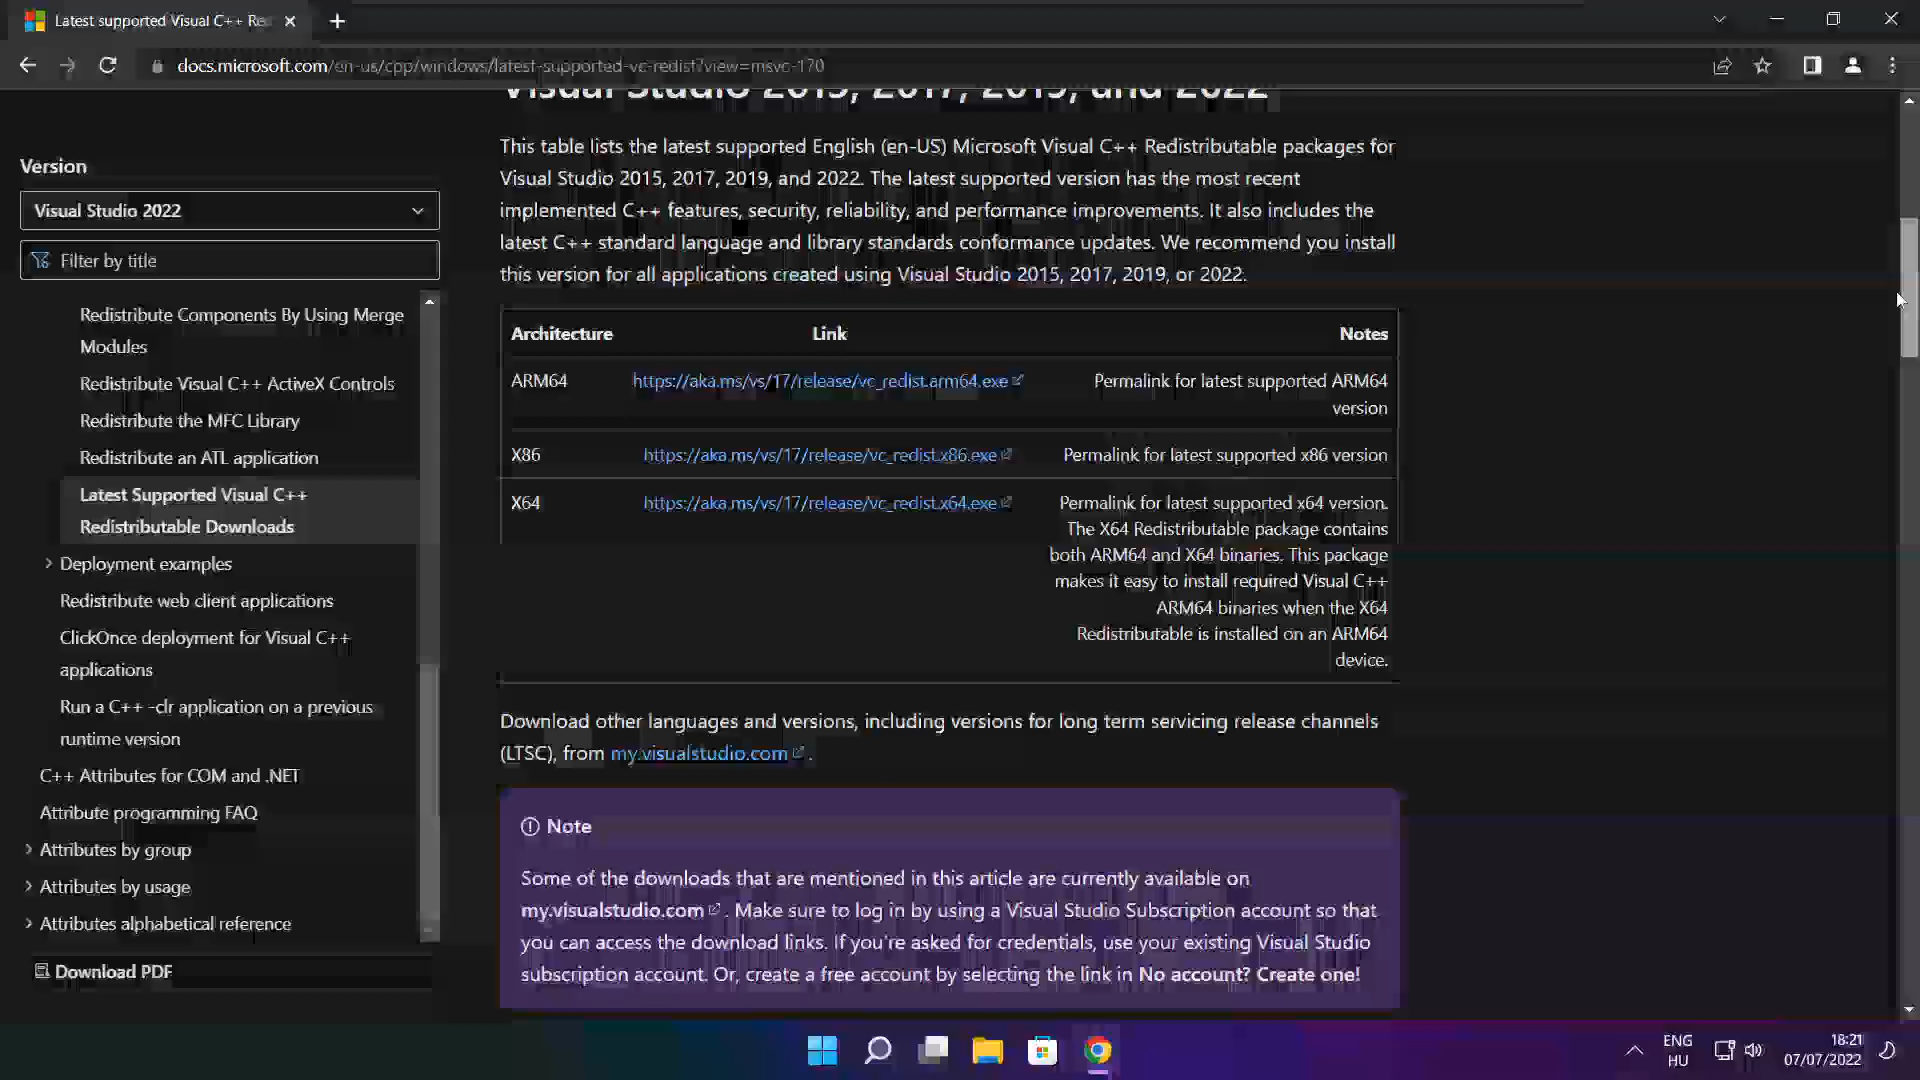 Latest supported Visual C++ Red
docs.microsoft.com/en-us/cpp/windows/latest-supported-vc-redist?view=msvc-170
Version
Visual Studio 2022
Filter by title
Redistribute Components By Using Merge
Modules
Redistribute Visual C++ ActiveX Controls
Redistribute the MFC Library
Redistribute an ATL application
Latest Supported Visual C++
Redistributable Downloads
Deployment examples
Redistribute web client applications
ClickOnce deployment for Visual C++
applications
Run a C++ -clr application on a previous
runtime version
C++ Attributes for COM and .NET
Attribute programming FAQ
Attributes by group
Attributes by usage
Attributes alphabetical reference
Download PDF
Visual Studio 2015, 2017, 2019, and 2022
This table lists the latest supported English (en-US) Microsoft Visual C++ Redistributable packages for
Visual Studio 2015, 2017, 2019, and 2022. The latest supported version has the most recent
implemented C++ features, security, reliability, and performance improvements. It also includes the
latest C++ standard language and library standards conformance updates. We recommend you install
this version for all applications created using Visual Studio 2015, 2017, 2019, or 2022.
Architecture Link Notes
ARM64 https://aka.ms/vs/17/release/vc_redist.arm64.exe Permalink for latest supported ARM64
version
X86 https://aka.ms/vs/17/release/vc_redist.x86.exe Permalink for latest supported x86 version
X64 https://aka.ms/vs/17/release/vc_redist.x64.exe Permalink for latest supported x64 version.
The X64 Redistributable package contains
both ARM64 and X64 binaries. This package
makes it easy to install required Visual C++
ARM64 binaries when the X64
Redistributable is installed on an ARM64
device.
Download other languages and versions, including versions for long term servicing release channels
(LTSC), from my.visualstudio.com .
Note
Some of the downloads that are mentioned in this article are currently available on
my.visualstudio.com . Make sure to log in by using a Visual Studio Subscription account so that
you can access the download links. If you're asked for credentials, use your existing Visual Studio
subscription account. Or, create a free account by selecting the link in No account? Create one!
ENG
HU
18:21
07/07/2022